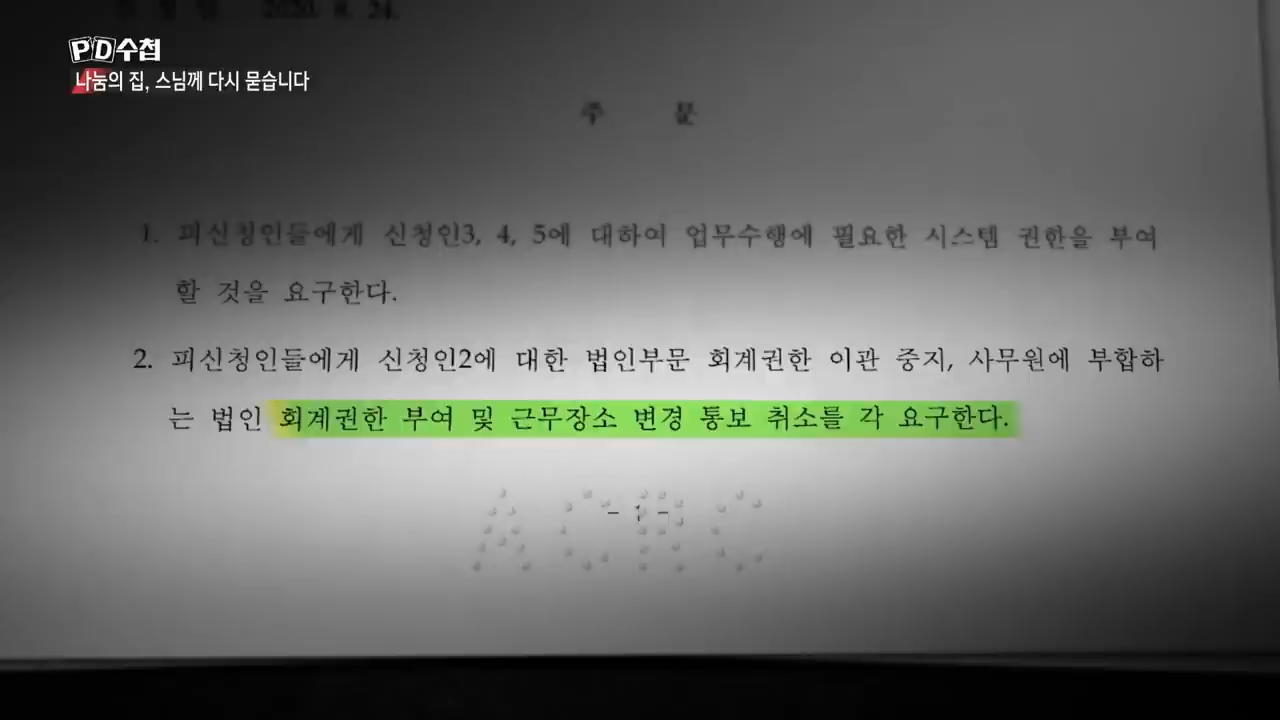 2020. 8. 24.
PD수첩
나눔의 집, 스님께 다시 묻습니다
주 문
1. 피신청인들에게 신청인3, 4, 5에 대하여 업무수행에 필요한 시스템 권한을 부여
할 것을 요구한다.
2. 피신청인들에게 신청인2에 대한 법인부문 회계권한 이관 중지, 사무원에 부합하
는 법인 회계권한 부여 및 근무장소 변경 통보 취소를 각 요구한다.
- 1 -
ACRC